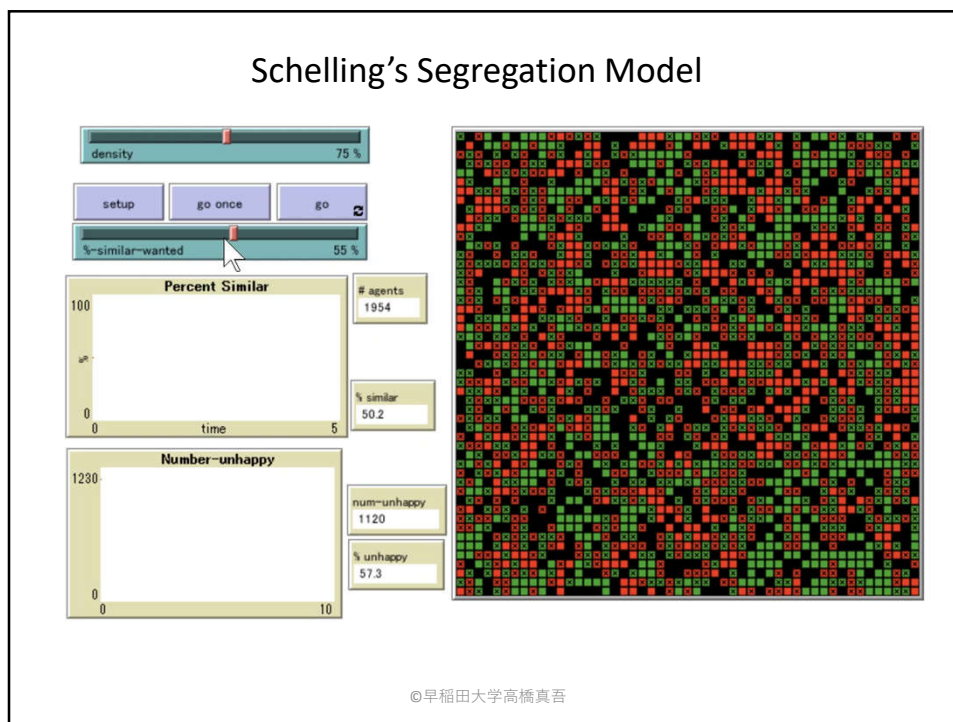 Schelling’s Segregation Model
density 75 %
setup go once go
%-similar-wanted 55 %
Percent Similar
100
%
0
0 time 5
# agents
1954
% similar
50.2
Number-unhappy
1230
0
0 10
num-unhappy
1120
% unhappy
57.3
©早稲田大学高橋真吾